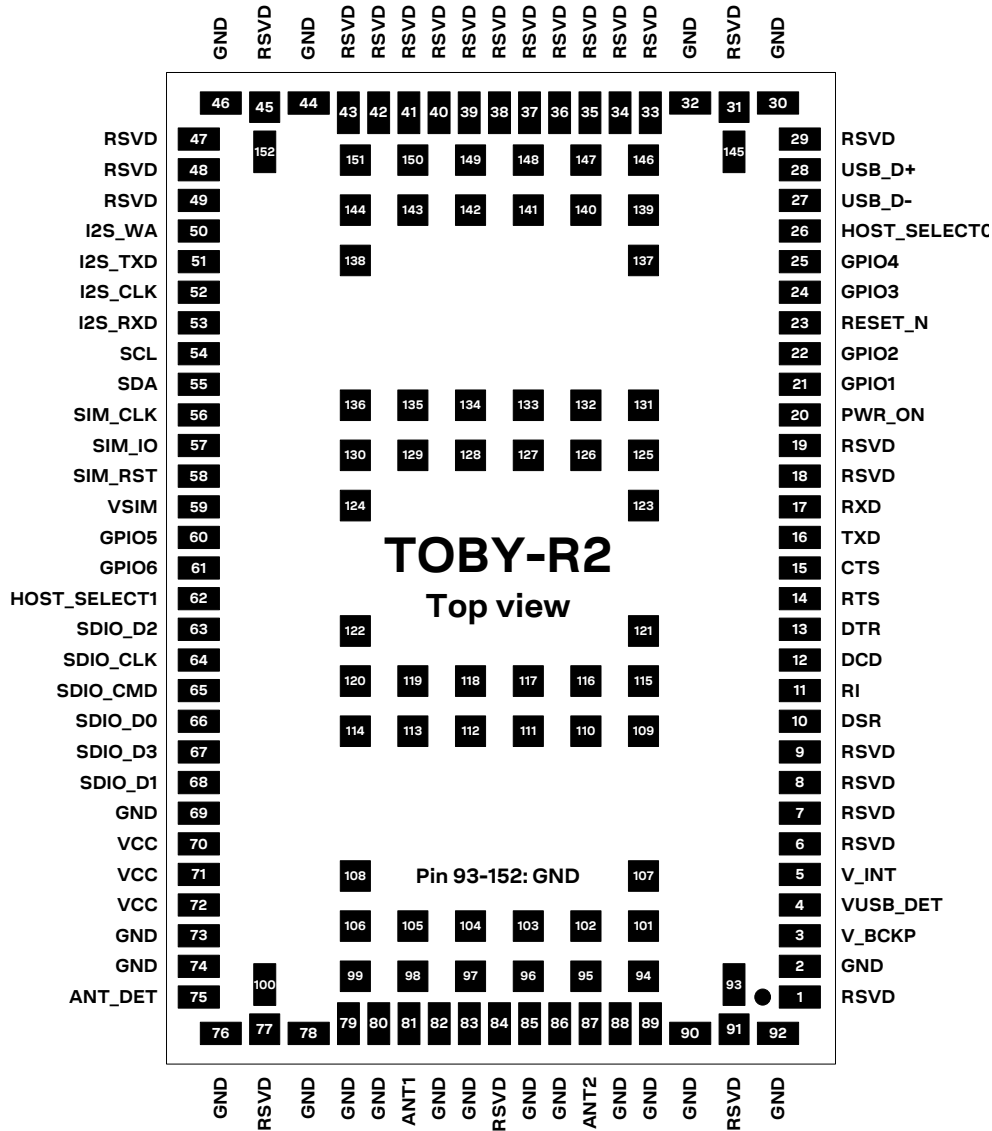 GND RSVD GND RSVD RSVD RSVD RSVD RSVD RSVD RSVD RSVD RSVD RSVD RSVD GND RSVD GND
46 45 44 43 42 41 40 39 38 37 36 35 34 33 32 31 30
RSVD 47 29 RSVD
152 151 150 149 148 147 146 145
RSVD 48 28 USB_D+
RSVD 49 27 USB_D-
144 143 142 141 140 139
I2S_WA 50 26 HOST_SELECT0
I2S_TXD 51 138 137 25 GPIO4
I2S_CLK 52 24 GPIO3
I2S_RXD 53 23 RESET_N
SCL 54 22 GPIO2
SDA 55 21 GPIO1
136 135 134 133 132 131
SIM_CLK 56 20 PWR_ON
SIM_IO 57 19 RSVD
130 129 128 127 126 125
SIM_RST 58 18 RSVD
VSIM 59 124 123 17 RXD
GPIO5 60 16 TXD
TOBY-R2
GPIO6 61 15 CTS
HOST_SELECT1 62 14 RTS
Top view
SDIO_D2 63 122 121 13 DTR
SDIO_CLK 64 12 DCD
120 119 118 117 116 115
SDIO_CMD 65 11 RI
SDIO_D0 66 10 DSR
114 113 112 111 110 109
SDIO_D3 67 9 RSVD
SDIO_D1 68 8 RSVD
GND 69 7 RSVD
VCC 70 6 RSVD
VCC 71 108 Pin 93-152: GND 107 5 V_INT
VCC 72 4 VUSB_DET
106 105 104 103 102 101
GND 73 3 V_BCKP
GND 74 2 GND
100 99 98 97 96 95 94 93
ANT_DET 75 1 RSVD
76 77 78 79 80 81 82 83 84 85 86 87 88 89 90 91 92
GND RSVD GND GND GND ANT1 GND GND RSVD GND GND ANT2 GND GND GND RSVD GND